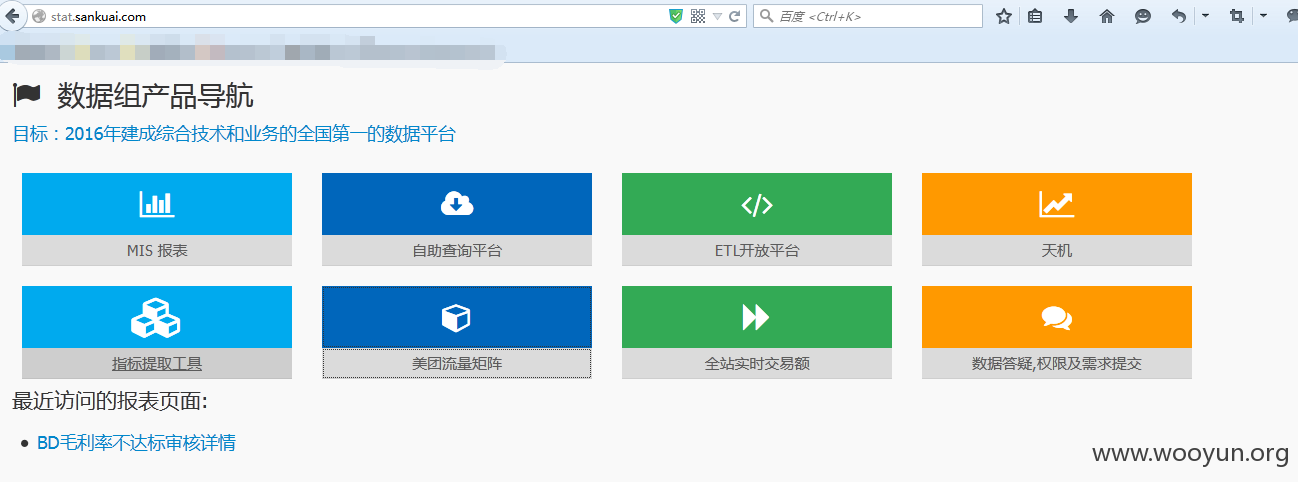 stat.sankuai.com
百度 <Ctrl+K>
数据组产品导航
目标：2016年建成综合技术和业务的全国第一的数据平台
MIS 报表
自助查询平台
ETL开放平台
天机
指标提取工具
美团流量矩阵
全站实时交易额
数据答疑,权限及需求提交
最近访问的报表页面:
BD毛利率不达标审核详情
www.wooyun.org